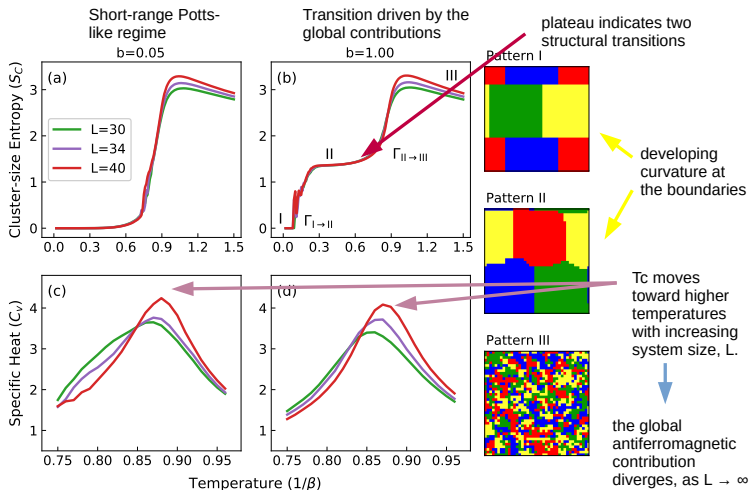 Short-range Potts-
like regime
b=0.05
Transition driven by the
global contributions
b=1.00
plateau indicates two
structural transitions
Cluster-size Entropy (S_C)
(a)
3
2
1
0
L=30
L=34
L=40
0.0 0.3 0.6 0.9 1.2 1.5
(b)
III
II
I
Γ_I→II
Γ_II→III
0.0 0.3 0.6 0.9 1.2 1.5
Pattern I
developing
curvature at
the boundaries
Pattern II
Specific Heat (C_v)
(c)
4
3
2
1
0.75 0.80 0.85 0.90 0.95
(d)
0.75 0.80 0.85 0.90 0.95
Temperature (1/β)
Pattern III
Tc moves
toward higher
temperatures
with increasing
system size, L.
the global
antiferromagnetic
contribution
diverges, as L → ∞